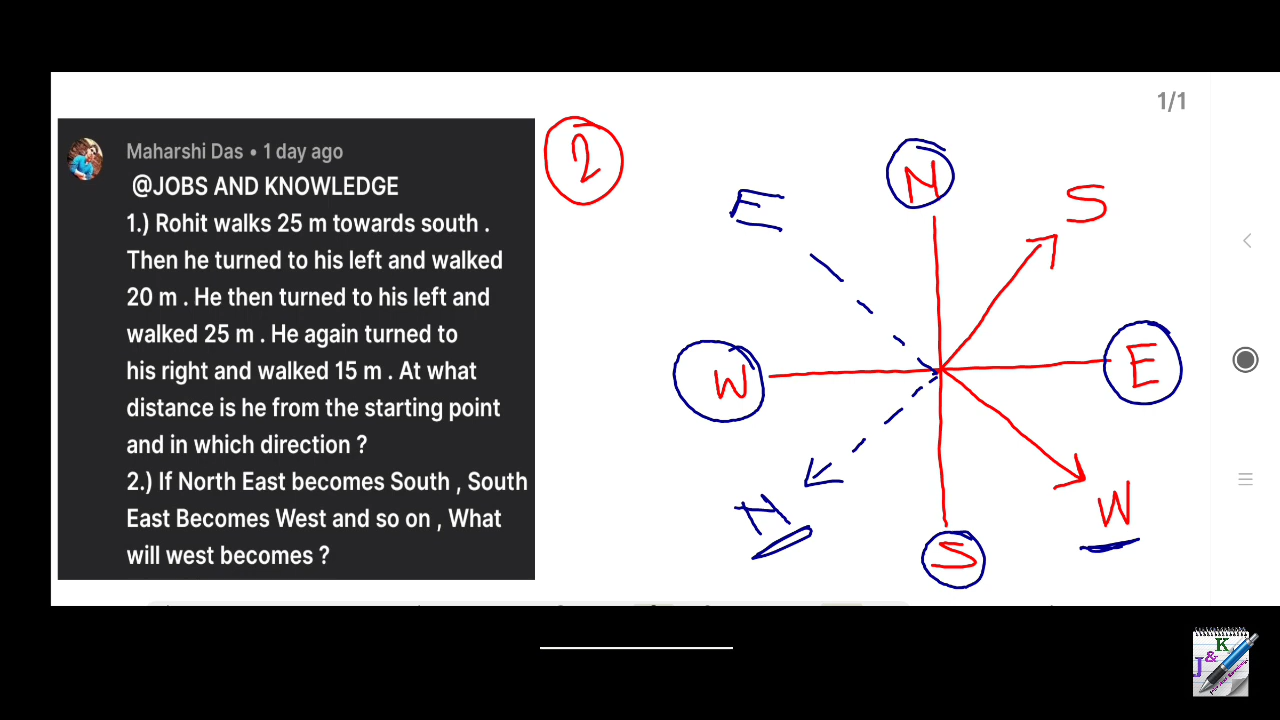 1/1
Maharshi Das • 1 day ago
@JOBS AND KNOWLEDGE
1.) Rohit walks 25 m towards south .
Then he turned to his left and walked
20 m . He then turned to his left and
walked 25 m . He again turned to
his right and walked 15 m . At what
distance is he from the starting point
and in which direction ?
2.) If North East becomes South , South
East Becomes West and so on , What
will west becomes ?
2
N
E
S
W
E
N
W
S
J & K